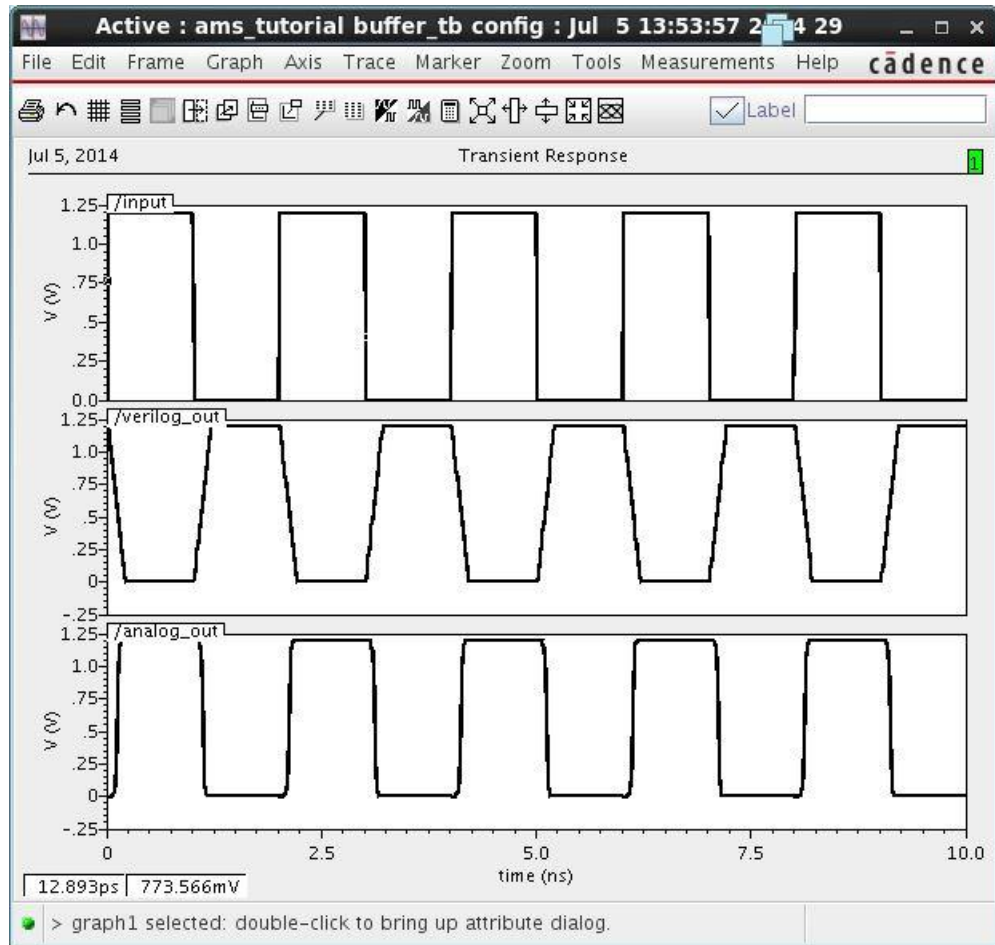 Active : ams_tutorial buffer_tb config : Jul 5 13:53:57 2 4 29
File Edit Frame Graph Axis Trace Marker Zoom Tools Measurements Help cādence
Label
Jul 5, 2014 Transient Response 1
/input
1.25
1.0
.75
.5
.25
0.0
V (V)
/verilog_out
1.25
1.0
.75
.5
.25
0
-.25
V (V)
/analog_out
1.25
1.0
.75
.5
.25
0
-.25
V (V)
0 2.5 5.0 7.5 10.0
time (ns)
12.893ps 773.566mV
> graph1 selected: double-click to bring up attribute dialog.